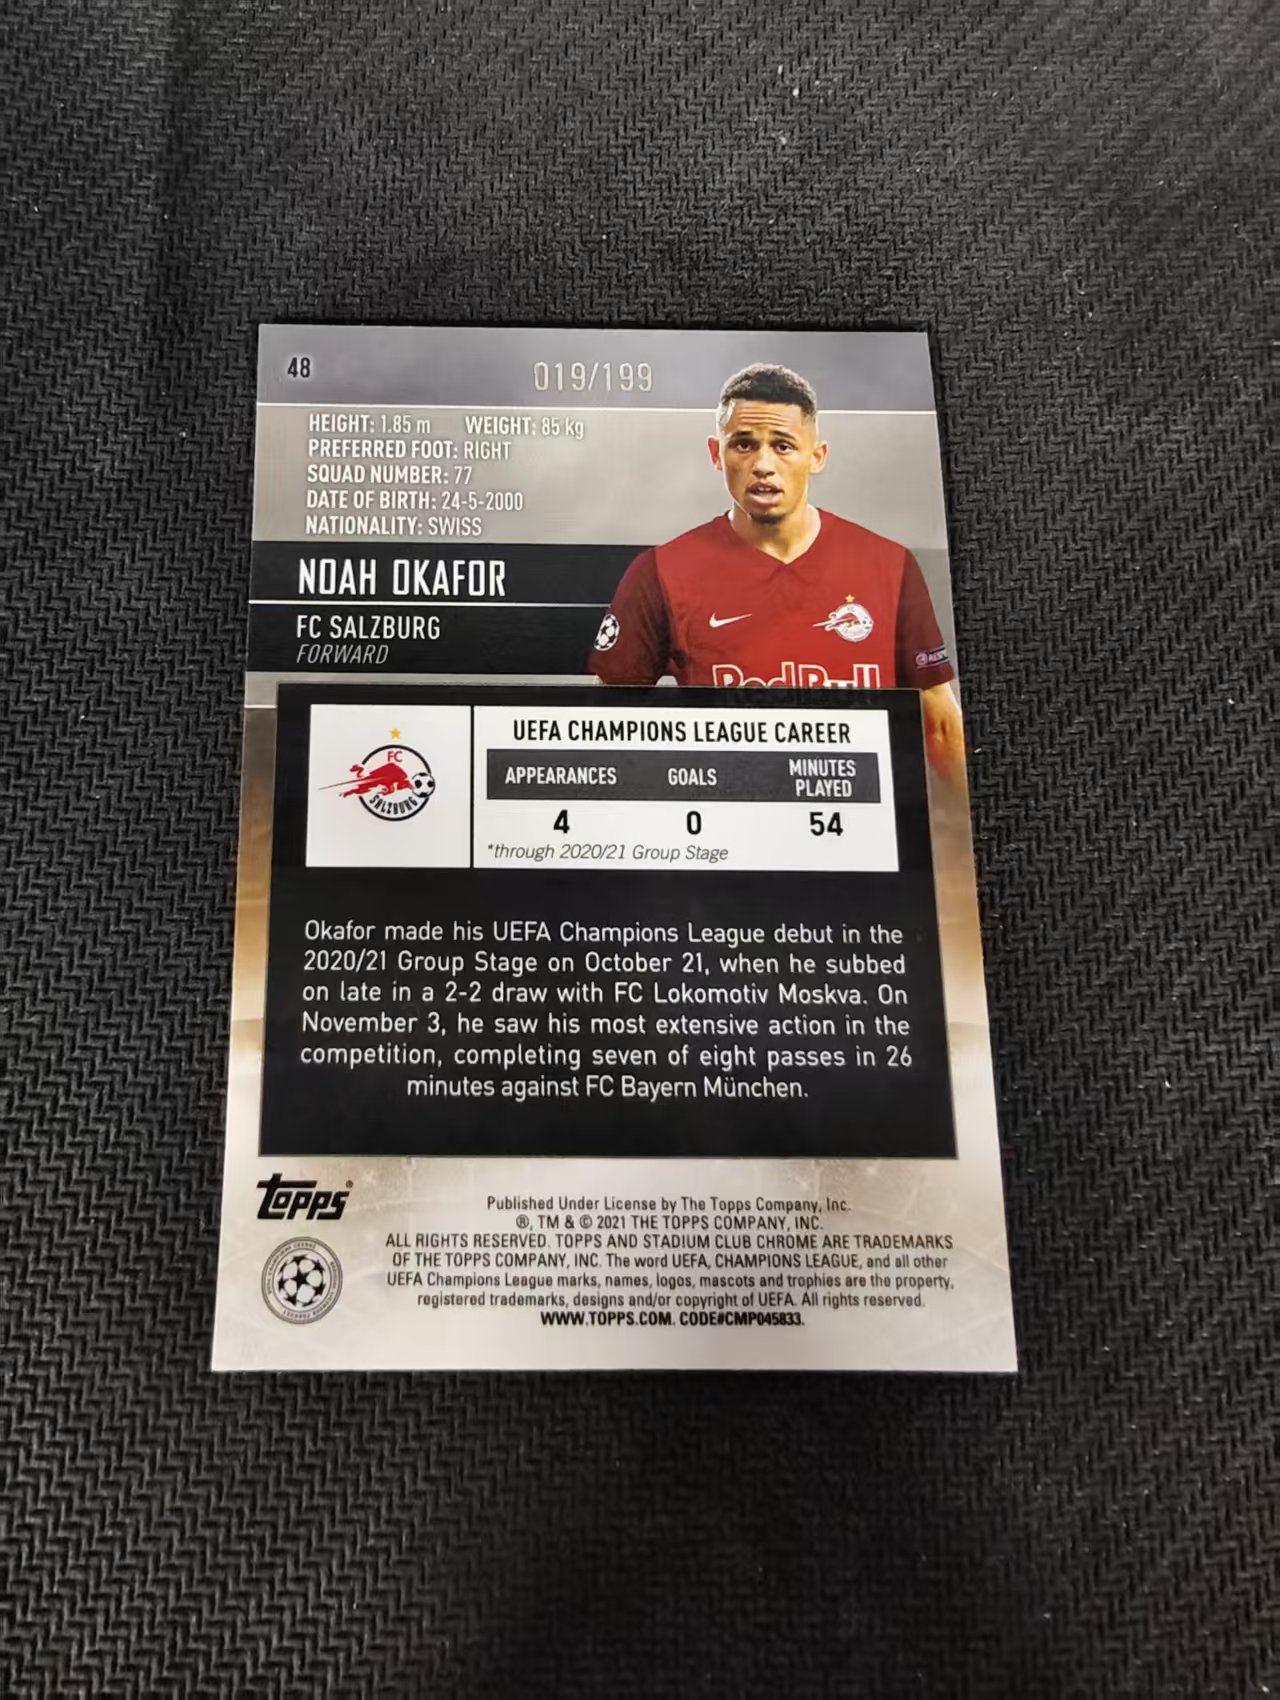 48
019/199
HEIGHT: 1.85 m WEIGHT: 85 kg
PREFERRED FOOT: RIGHT
SQUAD NUMBER: 77
DATE OF BIRTH: 24-5-2000
NATIONALITY: SWISS
NOAH OKAFOR
FC SALZBURG
FORWARD
Red Bull
FC
SALZBURG
UEFA CHAMPIONS LEAGUE CAREER
APPEARANCES GOALS MINUTES PLAYED
4 0 54
*through 2020/21 Group Stage
Okafor made his UEFA Champions League debut in the
2020/21 Group Stage on October 21, when he subbed
on late in a 2-2 draw with FC Lokomotiv Moskva. On
November 3, he saw his most extensive action in the
competition, completing seven of eight passes in 26
minutes against FC Bayern München.
Topps®
Published Under License by The Topps Company, Inc.
®, TM & © 2021 THE TOPPS COMPANY, INC.
ALL RIGHTS RESERVED. TOPPS AND STADIUM CLUB CHROME ARE TRADEMARKS
OF THE TOPPS COMPANY, INC. The word UEFA, CHAMPIONS LEAGUE, and all other
UEFA Champions League marks, names, logos, mascots and trophies are the property,
registered trademarks, designs and/or copyright of UEFA. All rights reserved.
WWW.TOPPS.COM. CODE#CMP045833.